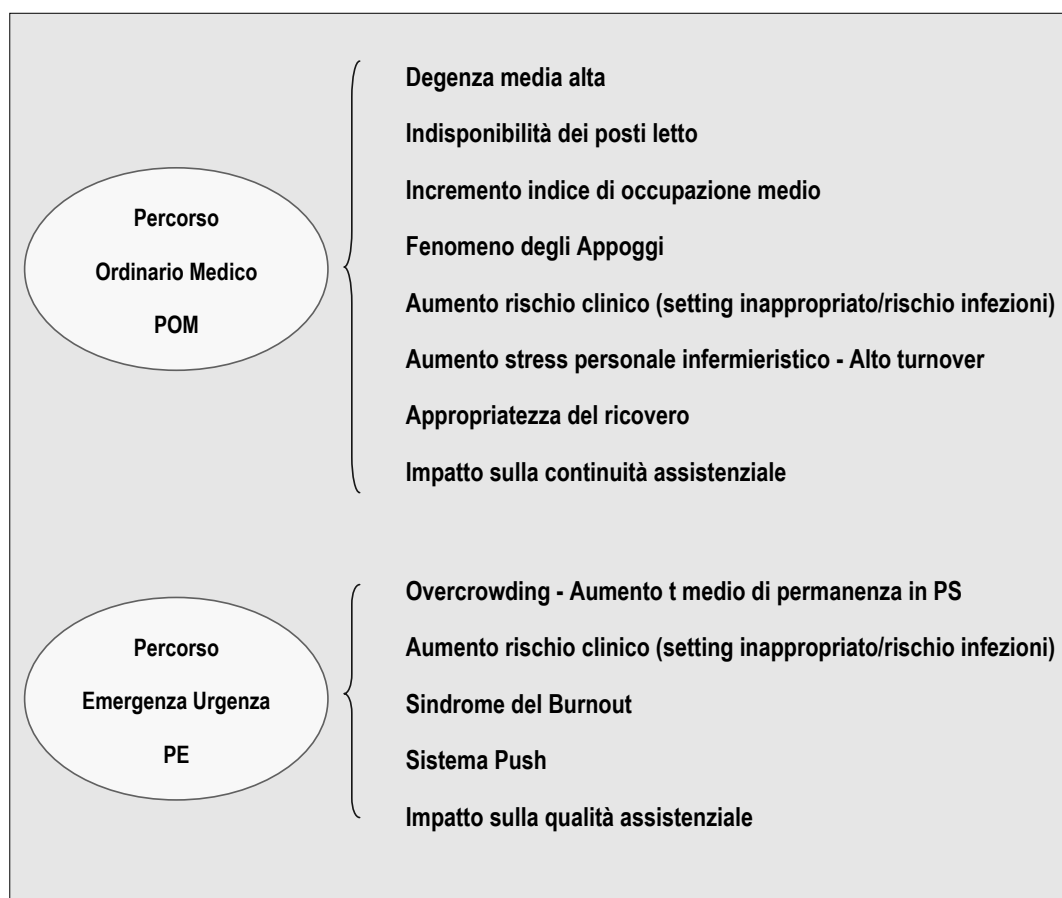 Percorso
Ordinario Medico
POM
Degenza media alta
Indisponibilità dei posti letto
Incremento indice di occupazione medio
Fenomeno degli Appoggi
Aumento rischio clinico (setting inappropriato/rischio infezioni)
Aumento stress personale infermieristico - Alto turnover
Appropriatezza del ricovero
Impatto sulla continuità assistenziale
Percorso
Emergenza Urgenza
PE
Overcrowding - Aumento t medio di permanenza in PS
Aumento rischio clinico (setting inappropriato/rischio infezioni)
Sindrome del Burnout
Sistema Push
Impatto sulla qualità assistenziale